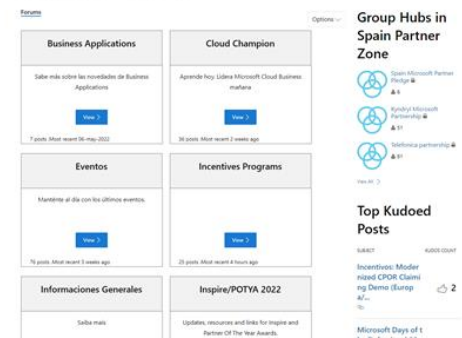 Forums
Options
Business Applications
Sabe más sobre las novedades de Business
Applications
View >
7 posts Most recent 06-may-2022
Cloud Champion
Aprende hoy. Lidera Microsoft Cloud Business
mañana
View >
36 posts Most recent 2 weeks ago
Eventos
Manténte al día con los últimos eventos.
View >
76 posts Most recent 3 weeks ago
Incentives Programs
View >
25 posts Most recent 4 hours ago
Informaciones Generales
Seiba mais
Inspire/POTYA 2022
Updates, resources and links for Inspire and
Partner Of The Year Awards.
Group Hubs in
Spain Partner
Zone
Spain Microsoft Partner
Pledge
6
Kyndryl Microsoft
Partnership
51
Telefonica partnership
81
View All >
Top Kudoed
Posts
SUBJECT KUDOS COUNT
Incentives: Moder
nized CPOR Claimi
ng Demo (Europ
a/...
2
Microsoft Days of t